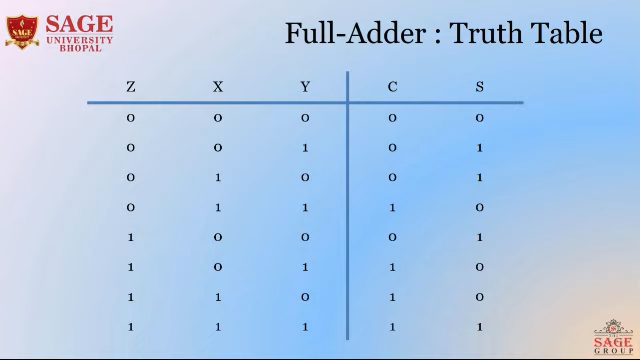 SAGE
SAGE
UNIVERSITY
BHOPAL
Full-Adder : Truth Table
Z X Y C S
0 0 0 0 0
0 0 1 0 1
0 1 0 0 1
0 1 1 1 0
1 0 0 0 1
1 0 1 1 0
1 1 0 1 0
1 1 1 1 1
SAGE
GROUP